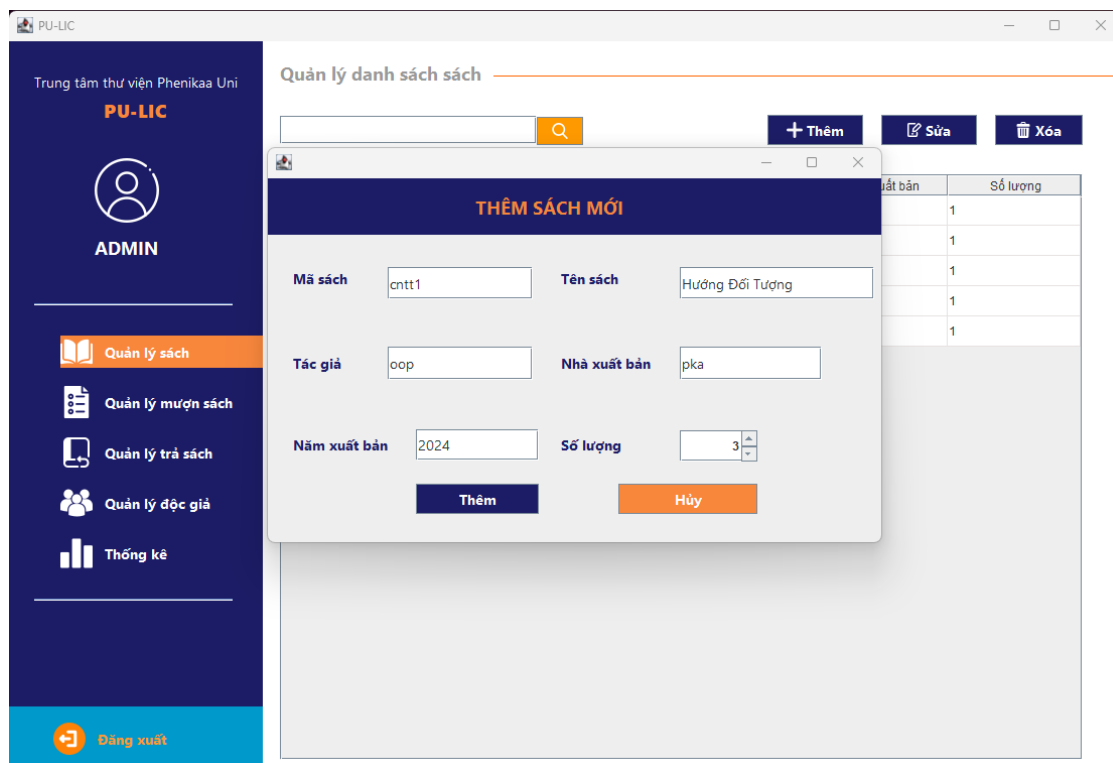 PU-LIC
Trung tâm thư viện Phenikaa Uni
PU-LIC
ADMIN
Quản lý sách
Quản lý mượn sách
Quản lý trả sách
Quản lý độc giả
Thống kê
Đăng xuất
Quản lý danh sách sách
Thêm
Sửa
Xóa
uất bản Số lượng
1
1
1
1
1
THÊM SÁCH MỚI
Mã sách cntt1 Tên sách Hướng Đối Tượng
Tác giả oop Nhà xuất bản pka
Năm xuất bản 2024 Số lượng 3
Thêm Hủy